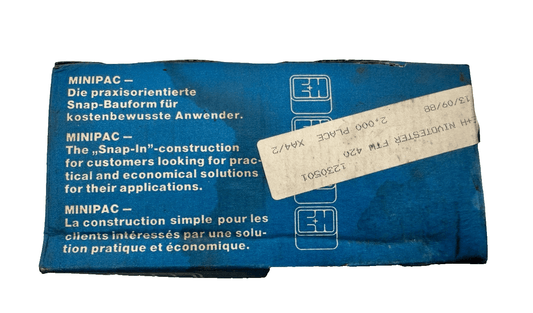 MINIPAC –
Die praxisorientierte
Snap-Bauform für
kostenbewusste Anwender.
MINIPAC –
The „Snap-In"-construction
for customers looking for prac-
tical and economical solutions
for their applications.
MINIPAC –
La construction simple pour les
clients intéressés par une solu-
tion pratique et économique.
13/09/88
2.000 PLACE XA4/2
E+H NIVOTESTER FTW 420
1230501